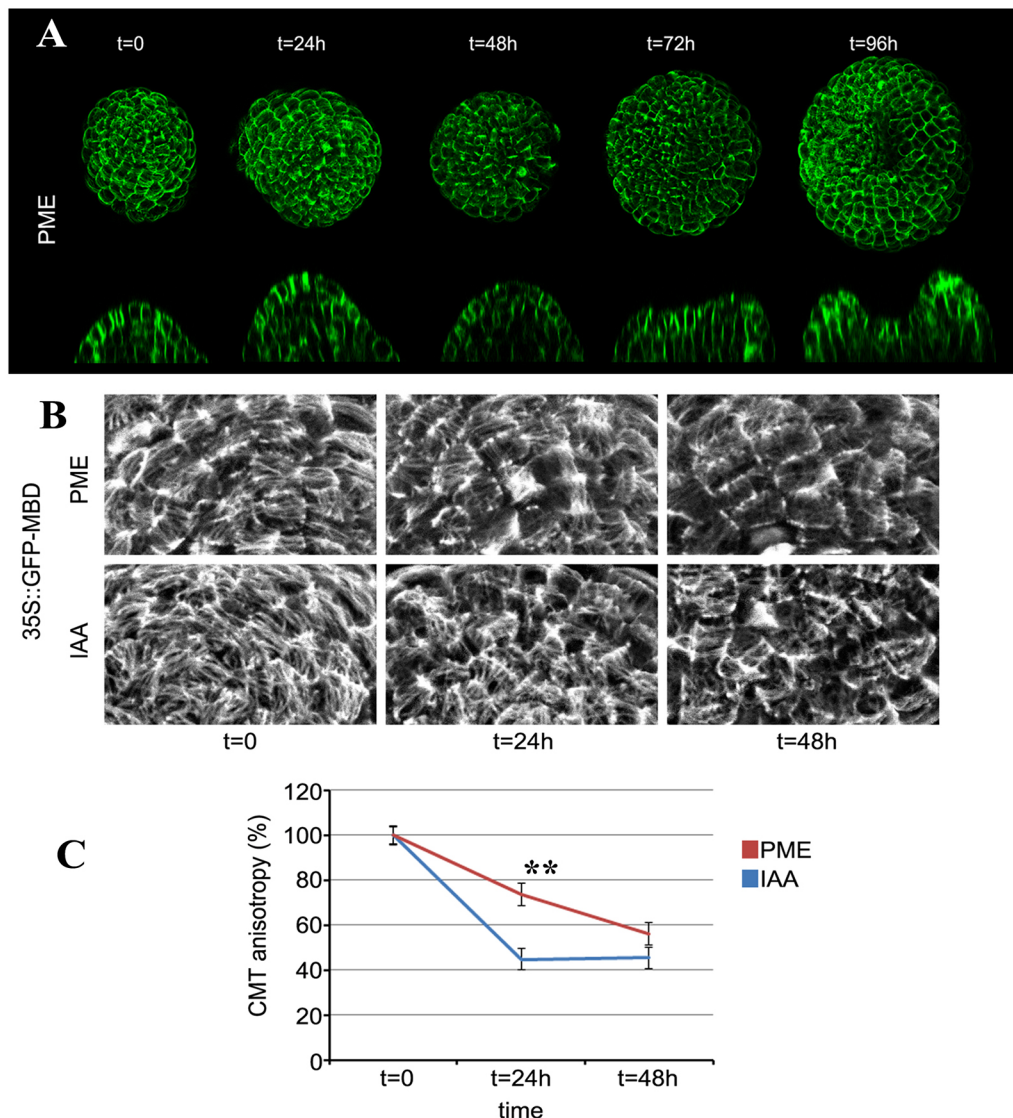 A
t=0 t=24h t=48h t=72h t=96h
PME
B
35S::GFP-MBD
PME
IAA
t=0 t=24h t=48h
C
CMT anisotropy (%)
120
100
80
60
40
20
0
**
PME
IAA
t=0 t=24h t=48h
time